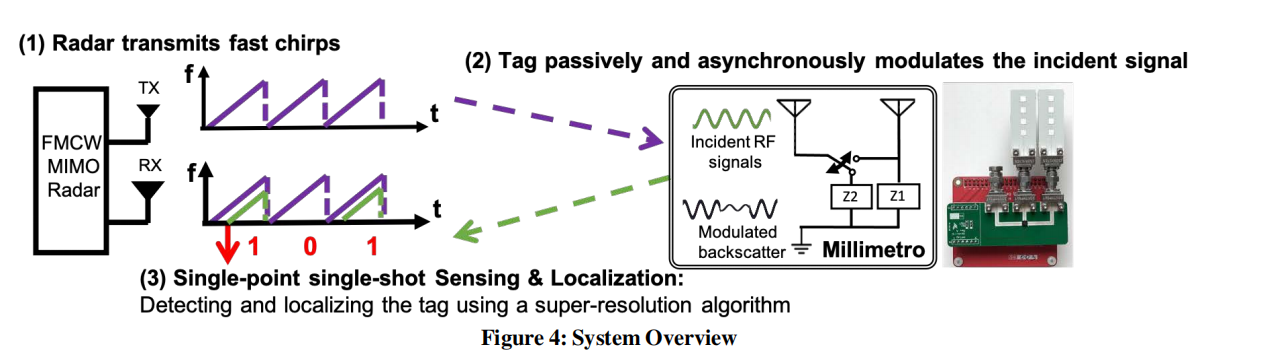 (1) Radar transmits fast chirps
(2) Tag passively and asynchronously modulates the incident signal
TX
f
t
FMCW
MIMO
Radar
RX
f
t
1 0 1
Incident RF
signals
Z2
Z1
Modulated
backscatter
Millimetro
(3) Single-point single-shot Sensing & Localization:
Detecting and localizing the tag using a super-resolution algorithm
Figure 4: System Overview